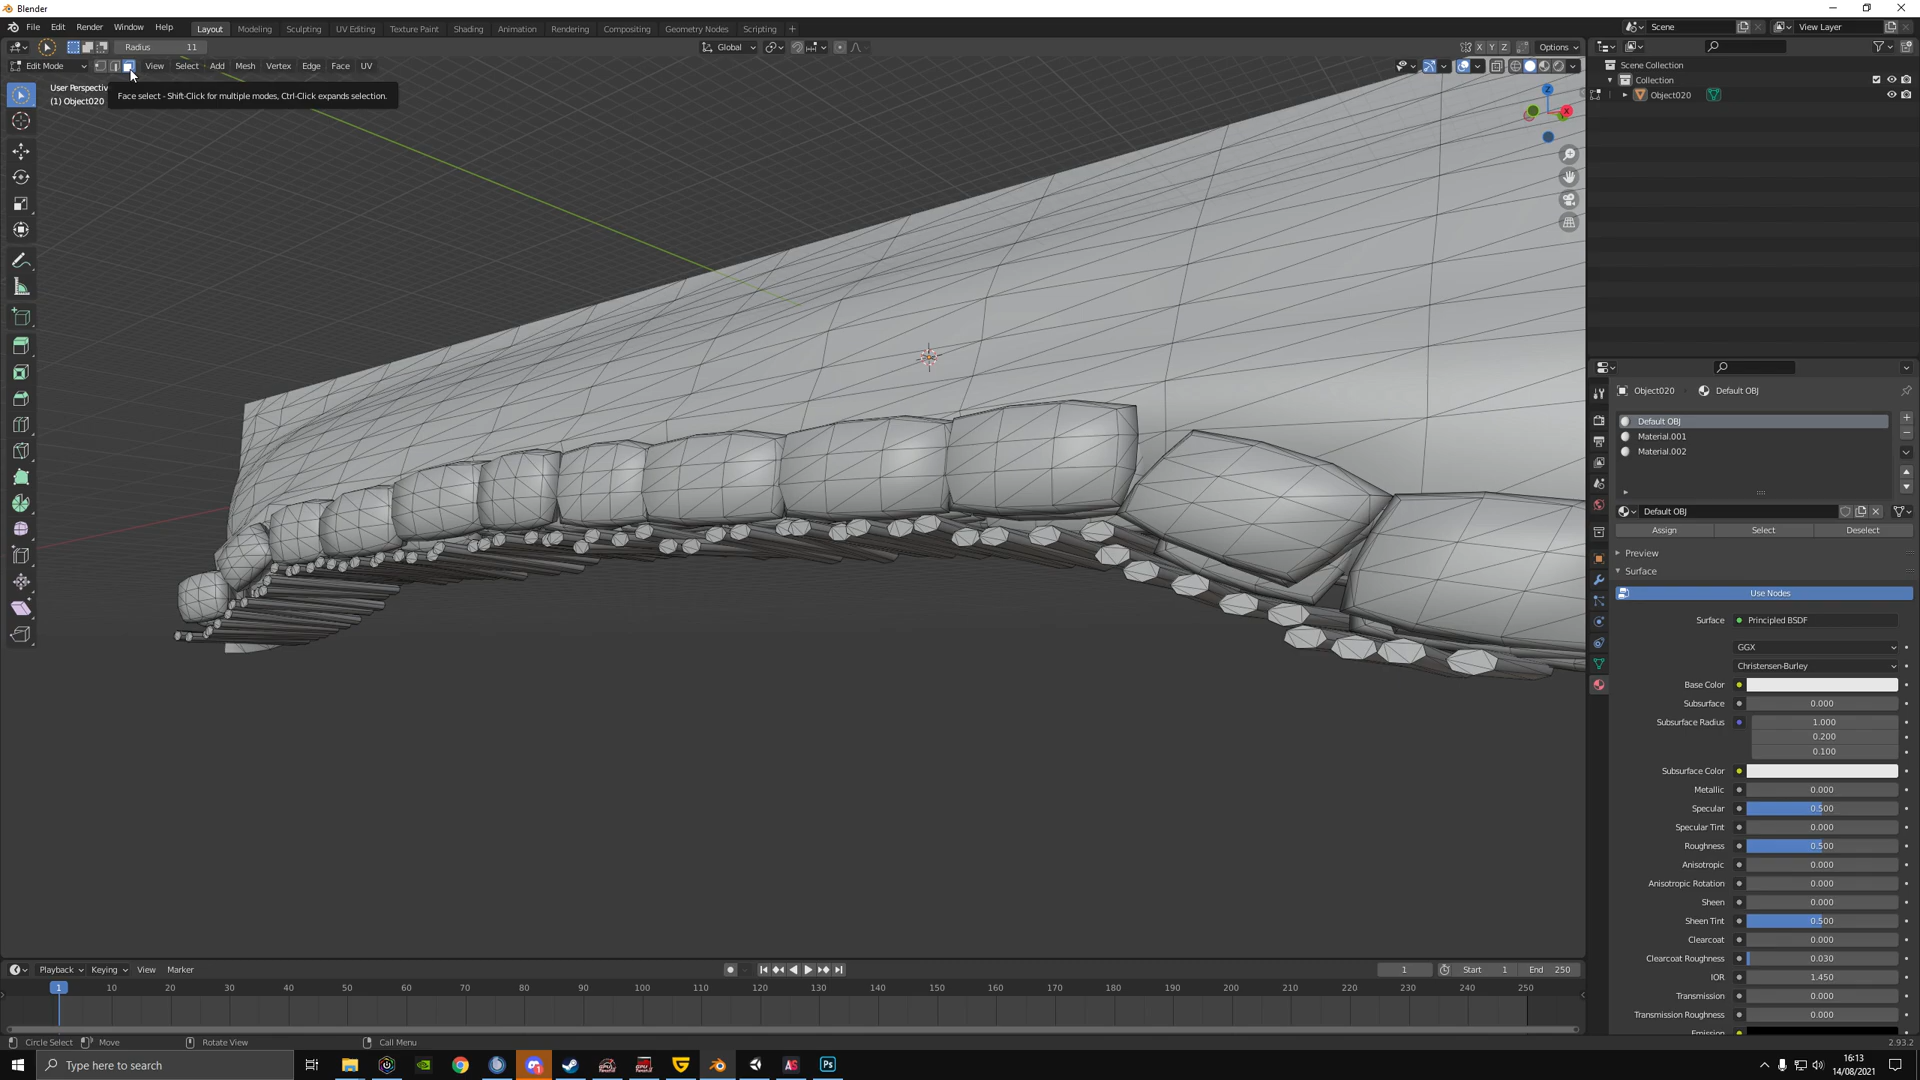 Blender
File Edit Render Window Help Layout Modeling Sculpting UV Editing Texture Paint Shading Animation Rendering Compositing Geometry Nodes Scripting + Scene View Layer
Radius 11 Global X Y Z Options
Edit Mode View Select Add Mesh Vertex Edge Face UV
User Perspectiv
(1) Object020
Face select - Shift-Click for multiple modes, Ctrl-Click expands selection.
Z
X
Scene Collection
Collection
Object020
Object020 Default OBJ
Default OBJ
Material.001
Material.002
Default OBJ
Assign Select Deselect
Preview
Surface
Use Nodes
Surface Principled BSDF
GGX
Christensen-Burley
Base Color
Subsurface 0.000
Subsurface Radius 1.000
0.200
0.100
Subsurface Color
Metallic 0.000
Specular 0.500
Specular Tint 0.000
Roughness 0.500
Anisotropic 0.000
Anisotropic Rotation 0.000
Sheen 0.000
Sheen Tint 0.500
Clearcoat 0.000
Clearcoat Roughness 0.030
IOR 1.450
Transmission 0.000
Transmission Roughness 0.000
Emission
Playback Keying View Marker 1 Start 1 End 250
1 10 20 30 40 50 60 70 80 90 100 110 120 130 140 150 160 170 180 190 200 210 220 230 240 250
Circle Select Move Rotate View Call Menu 2.93.2
Type here to search
Ps
16:13
14/08/2021